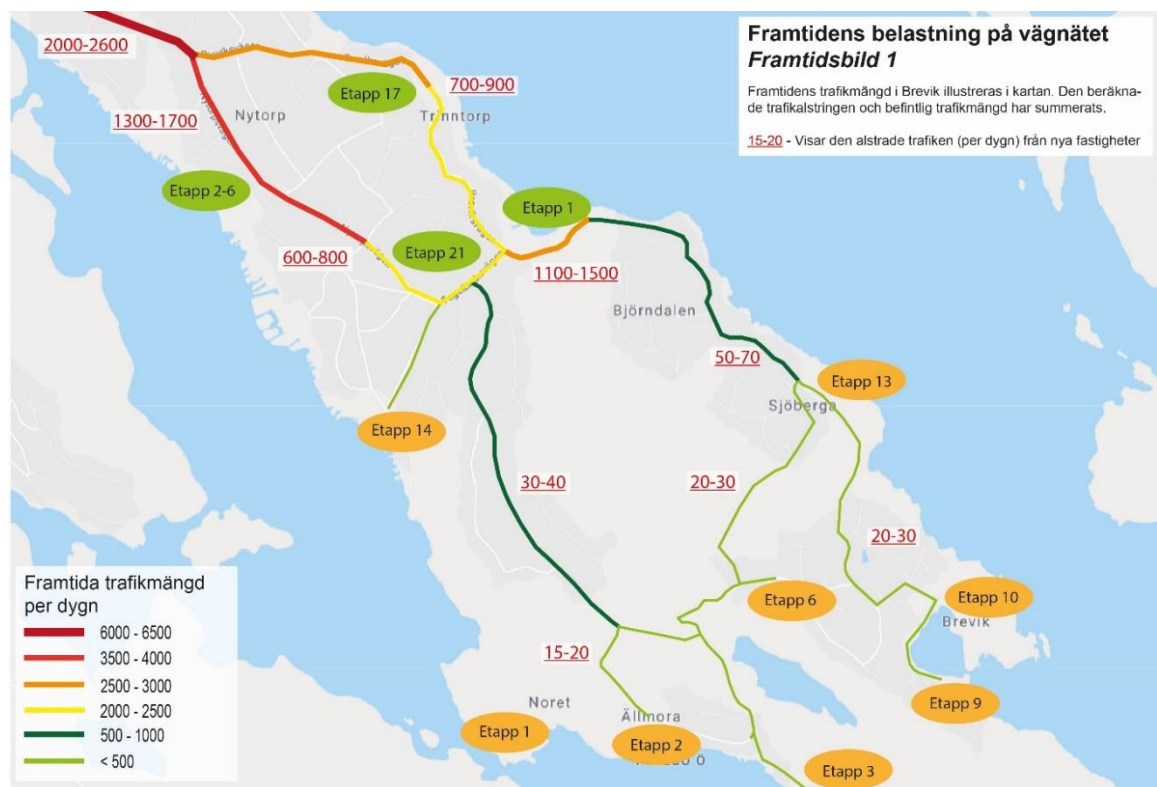 Framtidens belastning på vägnätet
Framtidsbild 1
Framtidens trafikmängd i Brevik illustreras i kartan. Den beräkna-
de trafikalstringen och befintlig trafikmängd har summerats.
15-20 - Visar den alstrade trafiken (per dygn) från nya fastigheter
2000-2600
700-900
Etapp 17
1300-1700
Nytorp
Trinntorp
Etapp 2-6
Etapp 1
Etapp 21
600-800
1100-1500
Björndalen
50-70
Etapp 13
Sjöberga
Etapp 14
30-40
20-30
20-30
Etapp 6
Etapp 10
Brevik
15-20
Etapp 9
Noret
Ällmora
Etapp 1
Etapp 2
Ö
Etapp 3
Framtida trafikmängd
per dygn
6000 - 6500
3500 - 4000
2500 - 3000
2000 - 2500
500 - 1000
< 500